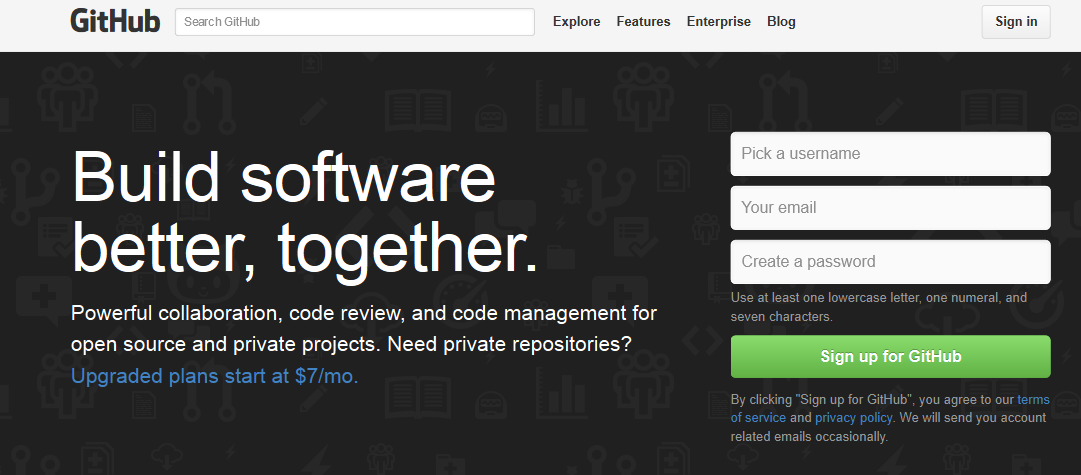 GitHub
Search GitHub
Explore
Features
Enterprise
Blog
Sign in
Build software
better, together.
Powerful collaboration, code review, and code management for
open source and private projects. Need private repositories?
Upgraded plans start at $7/mo.
Pick a username
Your email
Create a password
Use at least one lowercase letter, one numeral, and
seven characters.
Sign up for GitHub
By clicking "Sign up for GitHub", you agree to our terms
of service and privacy policy. We will send you account
related emails occasionally.